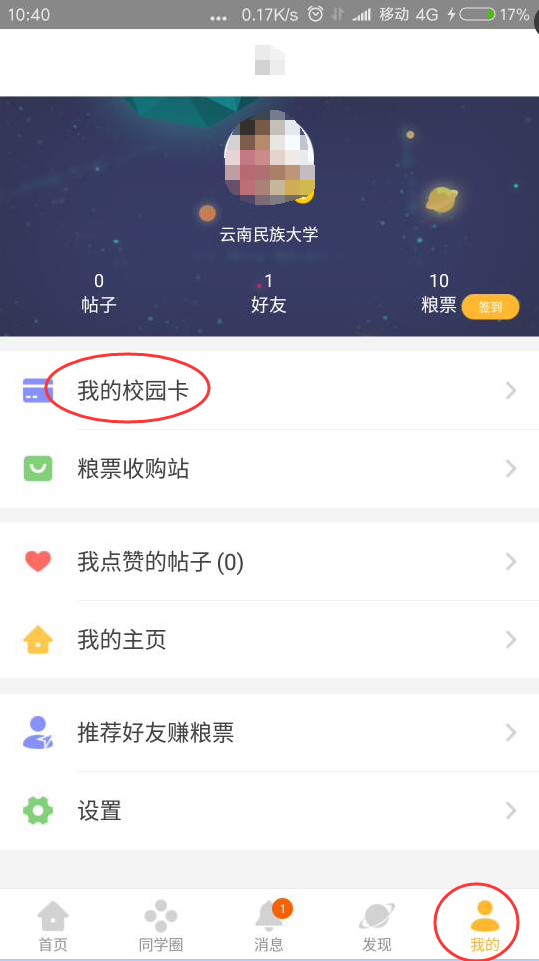 10:40 ... 0.17K/s 移动 4G 17%
云南民族大学
0 1 10
帖子 好友 粮票 签到
我的校园卡
粮票收购站
我点赞的帖子 (0)
我的主页
推荐好友赚粮票
设置
1
首页 同学圈 消息 发现 我的